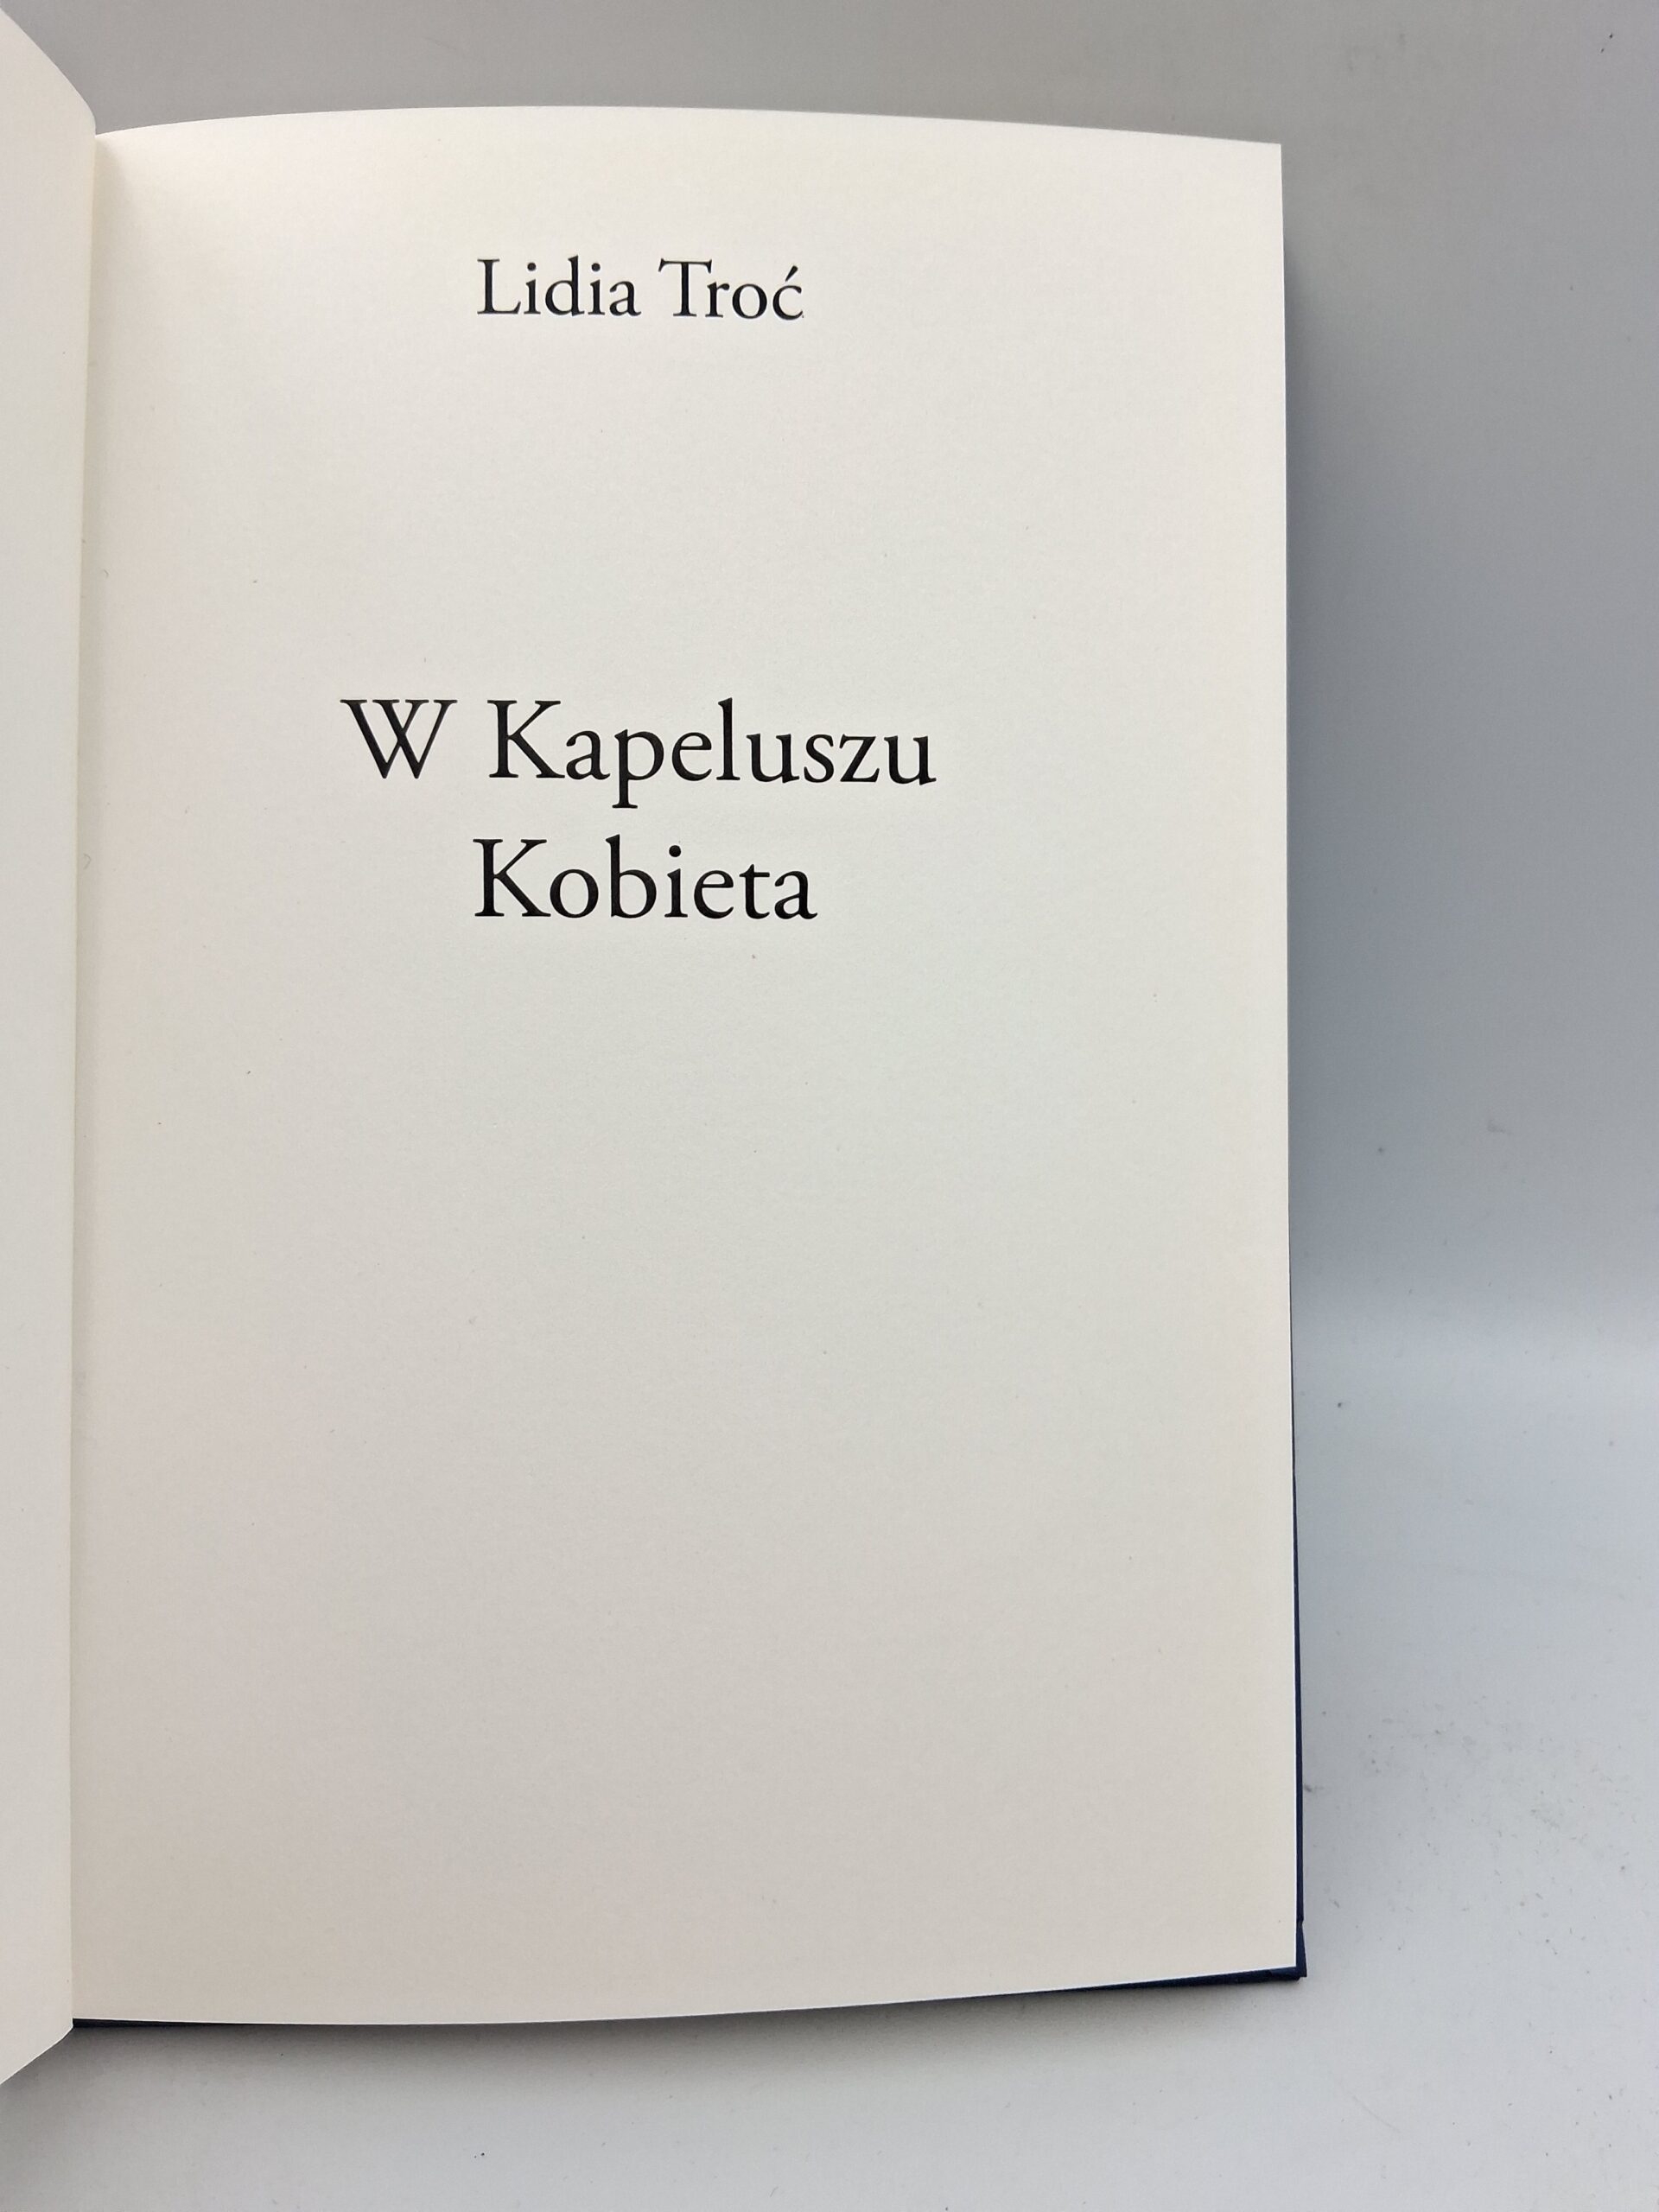 Lidia Troć
W Kapeluszu
Kobieta